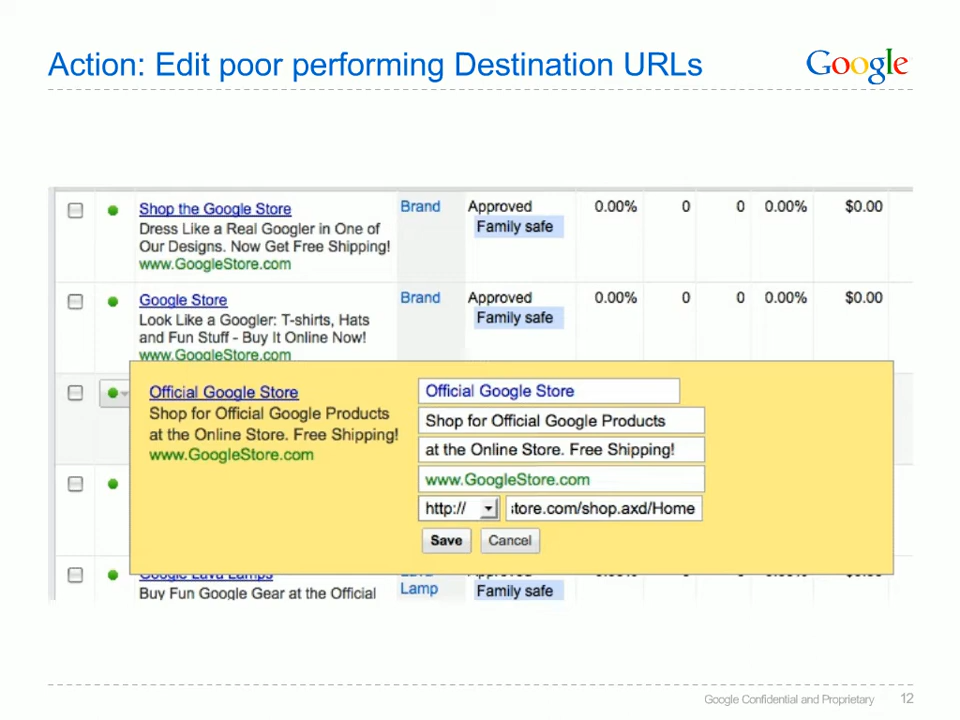 Action: Edit poor performing Destination URLs
Google
Shop the Google Store
Dress Like a Real Googler in One of
Our Designs. Now Get Free Shipping!
www.GoogleStore.com
Brand
Approved
Family safe
0.00%
0
0
0.00%
$0.00
Google Store
Look Like a Googler: T-shirts, Hats
and Fun Stuff - Buy It Online Now!
www.GoogleStore.com
Brand
Approved
Family safe
0.00%
0
0
0.00%
$0.00
Official Google Store
Shop for Official Google Products
at the Online Store. Free Shipping!
www.GoogleStore.com
Official Google Store
Shop for Official Google Products
at the Online Store. Free Shipping!
www.GoogleStore.com
http://
tore.com/shop.axd/Home
Save
Cancel
Google Lava Lamps
Buy Fun Google Gear at the Official
Lamp
Family safe
Google Confidential and Proprietary
12